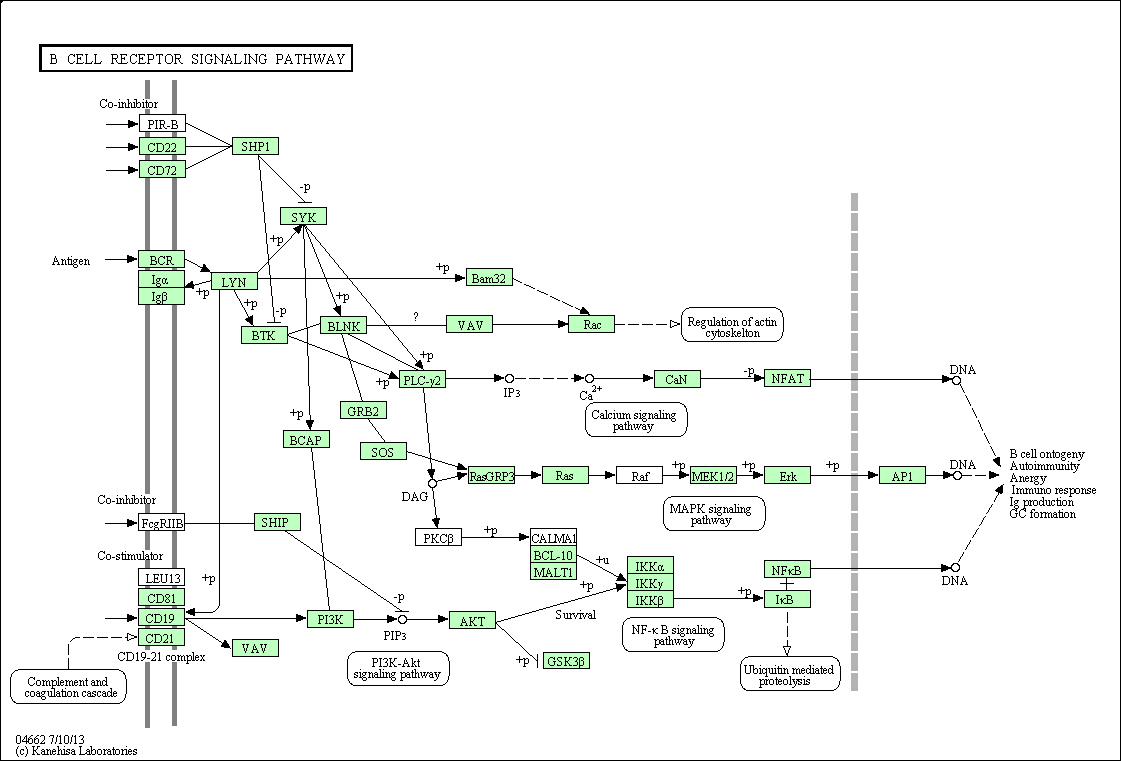 B CELL RECEPTOR SIGNALING PATHWAY
Co-inhibitor
PIR-B
CD22
SHP1
CD72
-p
SYK
+p
Antigen
BCR
Igα
Igβ
LYN
+p
+p
Bam32
+p
-p
+p
BTK
BLNK
?
VAV
Rac
Regulation of actin
cytoskelton
+p
+p
PLC-γ2
IP3
Ca2+
CaN
-p
NFAT
DNA
Calcium signaling
pathway
GRB2
+p
BCAP
SOS
RasGRP3
Ras
Raf
+p
MEK1/2
+p
Erk
+p
AP1
DNA
B cell ontogeny
Autoimmunity
Anergy
Immuno response
Ig production
GC formation
DAG
MAPK signaling
pathway
Co-inhibitor
FcgRIIB
SHIP
PKCβ
+p
CALMA1
BCL-10
MALT1
+u
Co-stimulator
LEU13
+p
CD81
CD19
CD21
CD19-21 complex
VAV
PI3K
-p
PIP3
AKT
+p
Survival
IKKα
IKKγ
IKKβ
+p
NFκB
IκB
DNA
+p
GSK3β
NF-κ B signaling
pathway
PI3K-Akt
signaling pathway
Ubiquitin mediated
proteolysis
Complement and
coagulation cascade
04662 7/10/13
(c) Kanehisa Laboratories